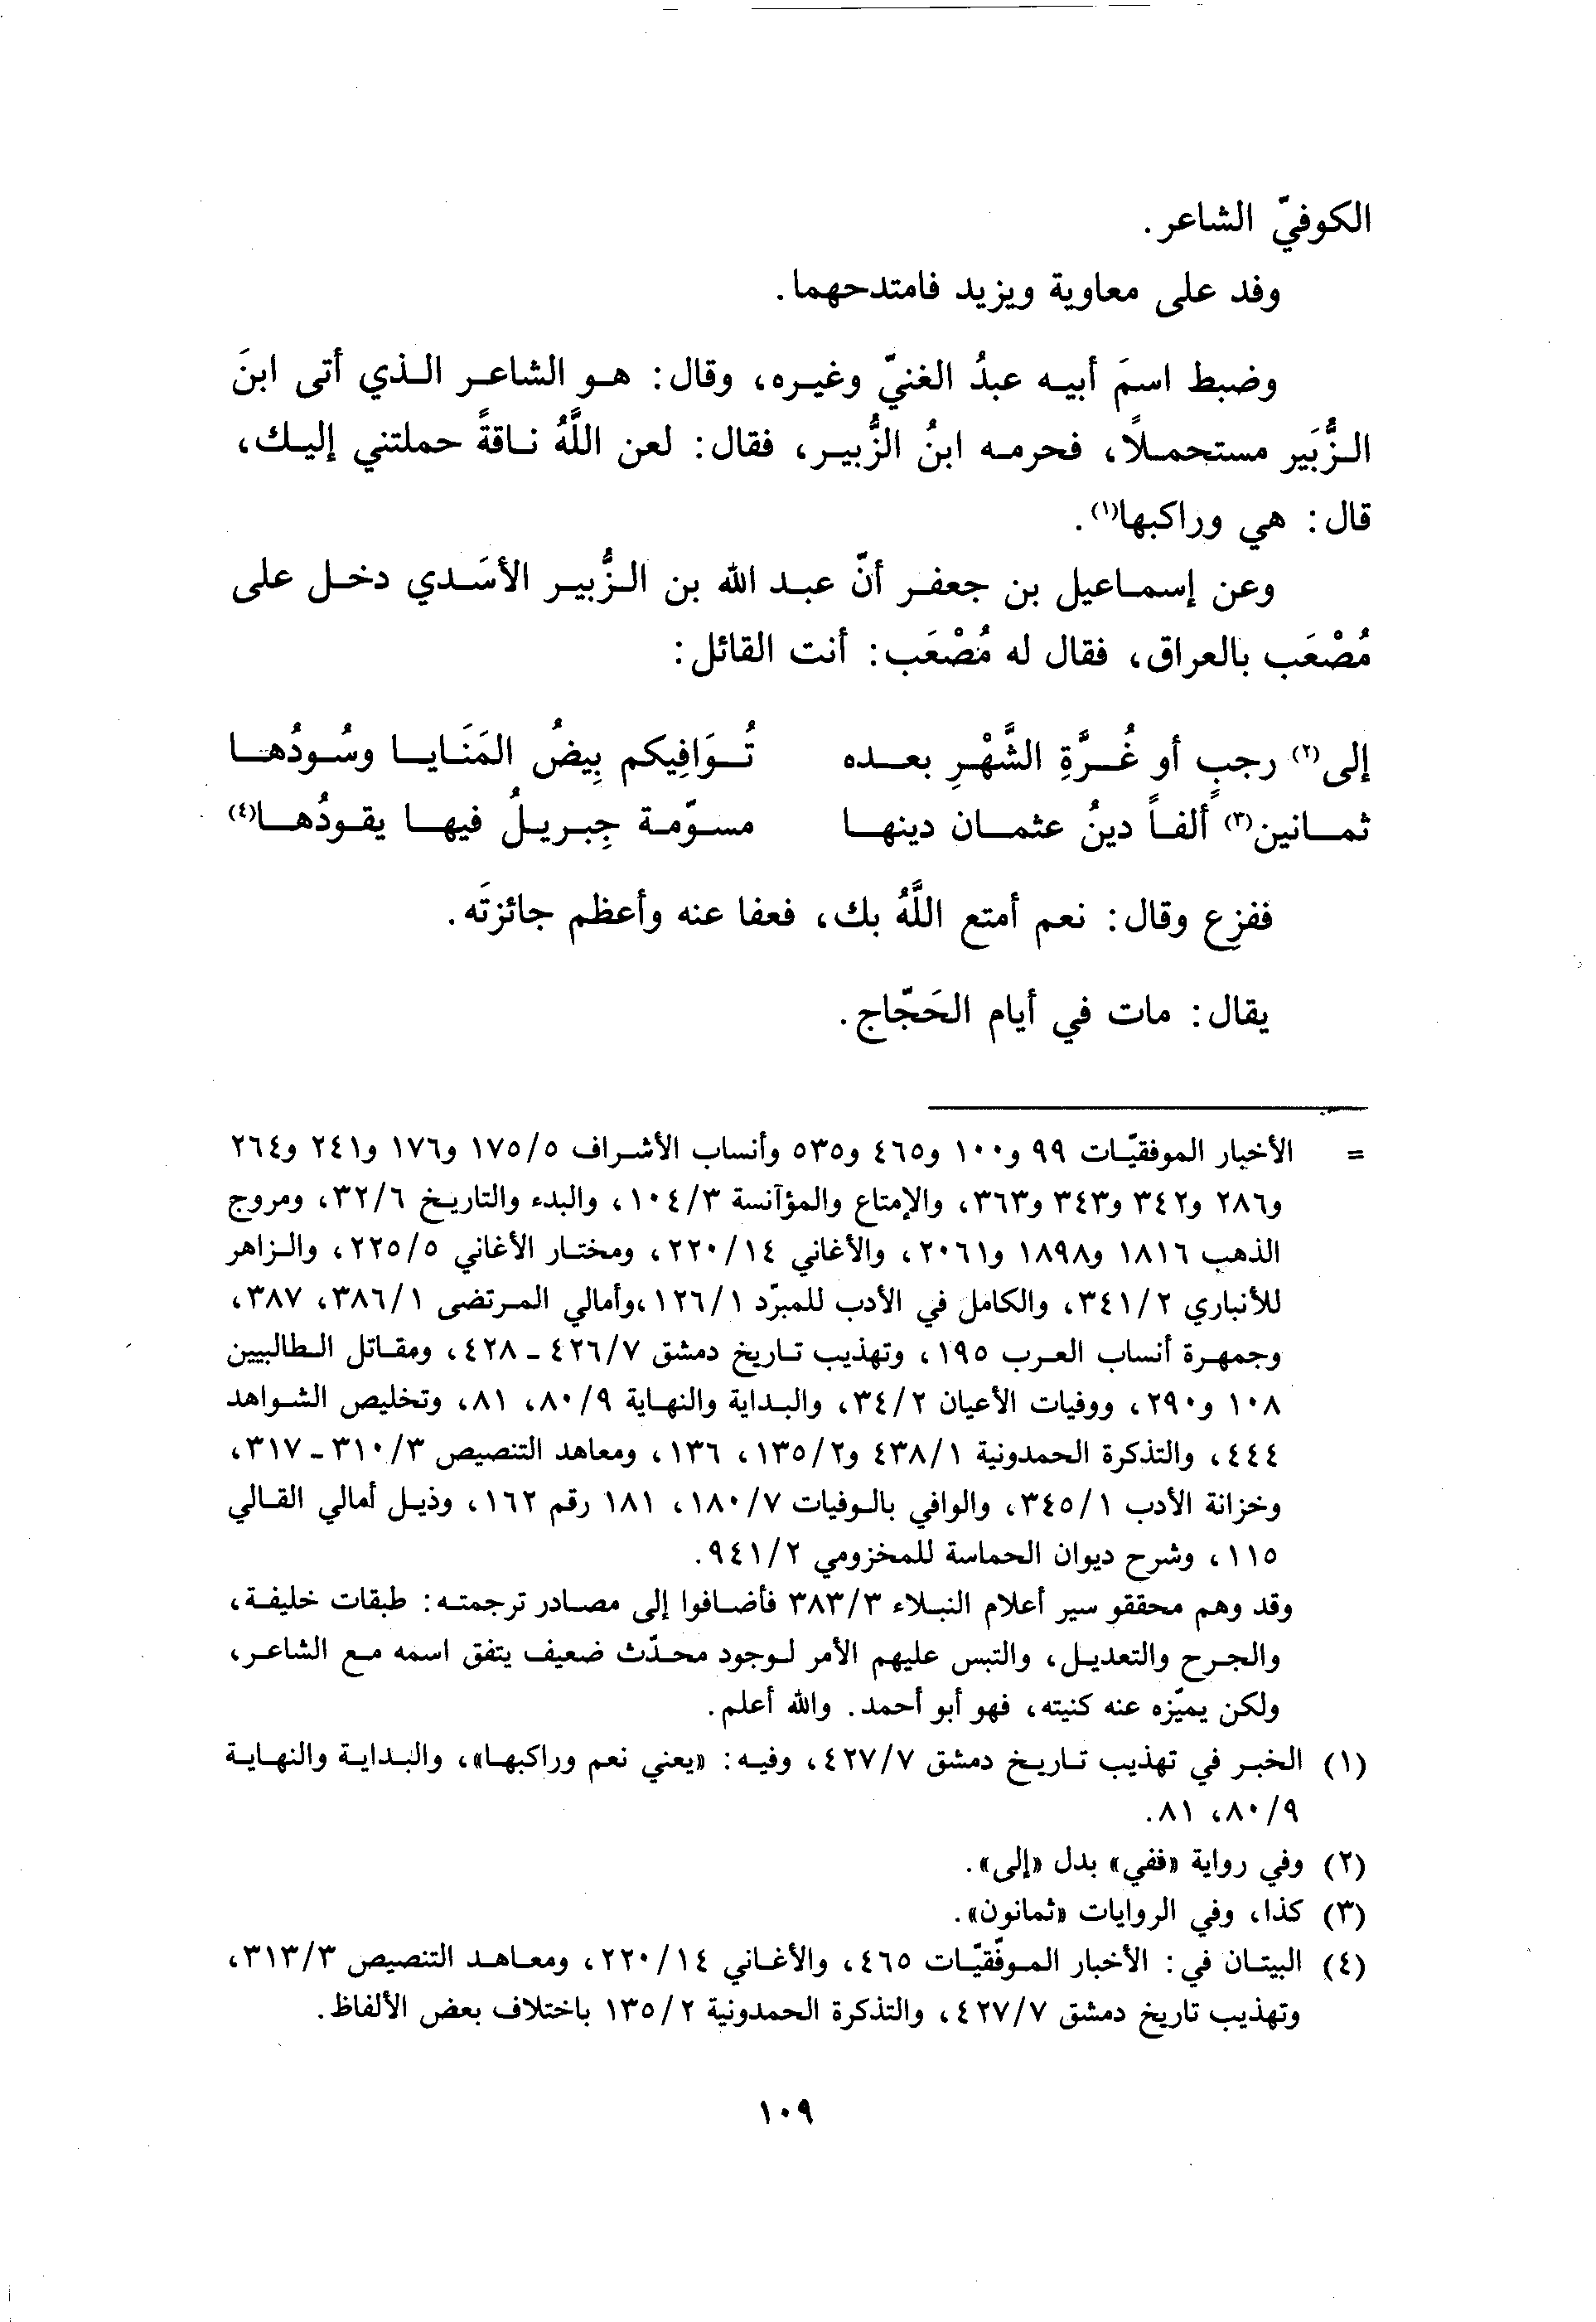 الكوفيّ الشاعر.
وفد على معاوية ويزيد فامتدحهما.
وضبط اسمَ أبيه عبدُ الغنيّ وغيره، وقال: هو الشاعر الذي أتى ابنَ
الزُّبَير مستحملاً، فحرمه ابنُ الزُّبير، فقال: لعن اللَّهُ ناقةً حملتني إليك،
قال: هي وراكبها(١).
وعن إسماعيل بن جعفر أنّ عبد الله بن الزُّبير الأسَدي دخل على
مُصْعَب بالعراق، فقال له مُصْعَب: أنت القائل:
إلى(٢) رجبٍ أو غُرَّةِ الشَّهْرِ بعده تُوَافِيكم بِيضُ المَنَايا وسُودُها
ثمانين(٣) ألفاً دينُ عثمان دينها مسوّمة جِبريلُ فيها يقودُها(٤)
ففزِع وقال: نعم أمتع اللَّهُ بك، فعفا عنه وأعظم جائزتَه.
يقال: مات في أيام الحَجّاج.
= الأخبار الموفقيّات ٩٩ و١٠٠ و٤٦٥ و٥٣٥ وأنساب الأشراف ١٧٥/٥ و١٧٦ و٢٤١ و٢٦٤
و٢٨٦ و٣٤٢ و٣٤٣ و٣٦٣، والإمتاع والمؤآنسة ١٠٤/٣، والبدء والتاريخ ٣٢/٦، ومروج
الذهب ١٨١٦ و١٨٩٨ و٢٠٦١، والأغاني ٢٢٠/١٤، ومختار الأغاني ٢٢٥/٥، والزاهر
للأنباري ٣٤١/٢، والكامل في الأدب للمبرّد ١٢٦/١، وأمالي المرتضى ٣٨٦/١، ٣٨٧،
وجمهرة أنساب العرب ١٩٥، وتهذيب تاريخ دمشق ٤٢٦/٧ - ٤٢٨، ومقاتل الطالبيين
١٠٨ و٢٩٠، ووفيات الأعيان ٣٤/٢، والبداية والنهاية ٨٠/٩، ٨١، وتخليص الشواهد
٤٤٤، والتذكرة الحمدونية ٤٣٨/١ و١٣٥/٢، ١٣٦، ومعاهد التنصيص ٣١٠/٣ - ٣١٧،
وخزانة الأدب ٣٤٥/١، والوافي بالوفيات ١٨٠/٧، ١٨١ رقم ١٦٢، وذيل أمالي القالي
١١٥، وشرح ديوان الحماسة للمخزومي ٩٤١/٢.
وقد وهم محققو سير أعلام النبلاء ٣٨٣/٣ فأضافوا إلى مصادر ترجمته: طبقات خليفة،
والجرح والتعديل، والتبس عليهم الأمر لوجود محدّث ضعيف يتفق اسمه مع الشاعر،
ولكن يميّزه عنه كنيته، فهو أبو أحمد. والله أعلم.
(١) الخبر في تهذيب تاريخ دمشق ٤٢٧/٧، وفيه: «يعني نعم وراكبها»، والبداية والنهاية
٨٠/٩، ٨١.
(٢) وفي رواية «ففي» بدل «إلى».
(٣) كذا، وفي الروايات «ثمانون».
(٤) البيتان في: الأخبار الموفّقيّات ٤٦٥، والأغاني ٢٢٠/١٤، ومعاهد التنصيص ٣١٣/٣،
وتهذيب تاريخ دمشق ٤٢٧/٧، والتذكرة الحمدونية ١٣٥/٢ باختلاف بعض الألفاظ.
١٠٩